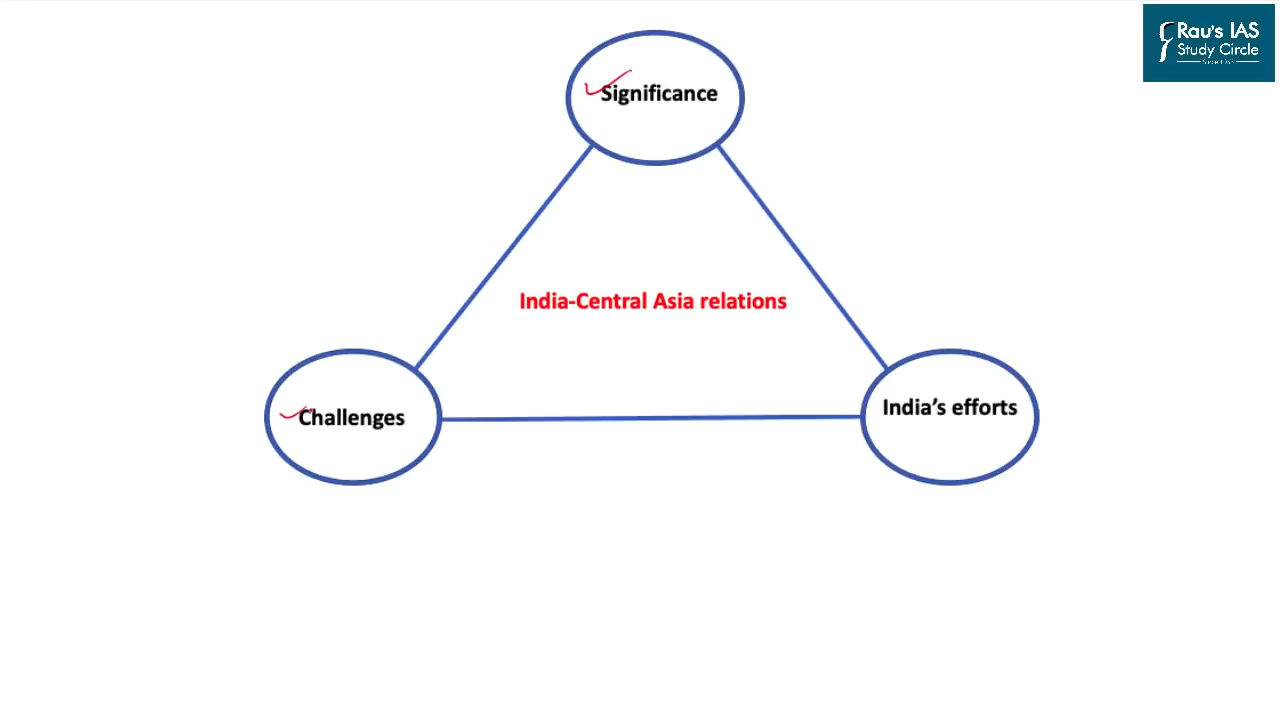 Rau's IAS
Study Circle
Significance
India-Central Asia relations
Challenges
India’s efforts